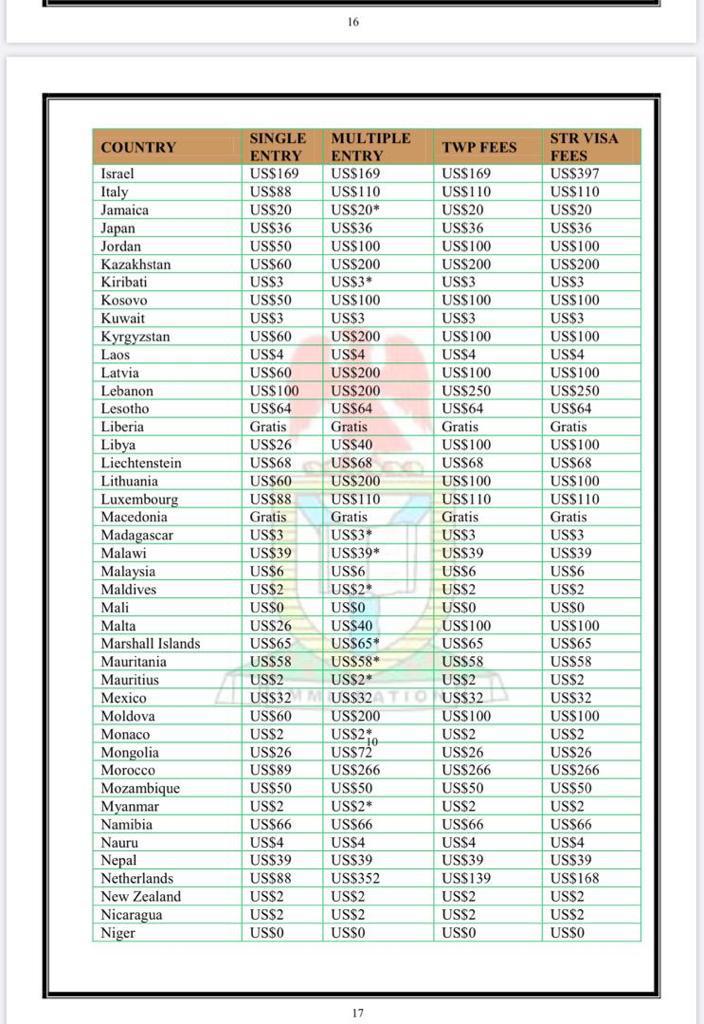 16
COUNTRY SINGLE ENTRY MULTIPLE ENTRY TWP FEES STR VISA FEES
Israel US$169 US$169 US$169 US$397
Italy US$88 US$110 US$110 US$110
Jamaica US$20 US$20* US$20 US$20
Japan US$36 US$36 US$36 US$36
Jordan US$50 US$100 US$100 US$100
Kazakhstan US$60 US$200 US$200 US$200
Kiribati US$3 US$3* US$3 US$3
Kosovo US$50 US$100 US$100 US$100
Kuwait US$3 US$3 US$3 US$3
Kyrgyzstan US$60 US$200 US$100 US$100
Laos US$4 US$4 US$4 US$4
Latvia US$60 US$200 US$100 US$100
Lebanon US$100 US$200 US$250 US$250
Lesotho US$64 US$64 US$64 US$64
Liberia Gratis Gratis Gratis Gratis
Libya US$26 US$40 US$100 US$100
Liechtenstein US$68 US$68 US$68 US$68
Lithuania US$60 US$200 US$100 US$100
Luxembourg US$88 US$110 US$110 US$110
Macedonia Gratis Gratis Gratis Gratis
Madagascar US$3 US$3* US$3 US$3
Malawi US$39 US$39* US$39 US$39
Malaysia US$6 US$6 US$6 US$6
Maldives US$2 US$2* US$2 US$2
Mali US$0 US$0 US$0 US$0
Malta US$26 US$40 US$100 US$100
Marshall Islands US$65 US$65* US$65 US$65
Mauritania US$58 US$58* US$58 US$58
Mauritius US$2 US$2* US$2 US$2
Mexico US$32 US$32 US$32 US$32
Moldova US$60 US$200 US$100 US$100
Monaco US$2 US$2* US$2 US$2
Mongolia US$26 US$72¹⁰ US$26 US$26
Morocco US$89 US$266 US$266 US$266
Mozambique US$50 US$50 US$50 US$50
Myanmar US$2 US$2* US$2 US$2
Namibia US$66 US$66 US$66 US$66
Nauru US$4 US$4 US$4 US$4
Nepal US$39 US$39 US$39 US$39
Netherlands US$88 US$352 US$139 US$168
New Zealand US$2 US$2 US$2 US$2
Nicaragua US$2 US$2 US$2 US$2
Niger US$0 US$0 US$0 US$0
17